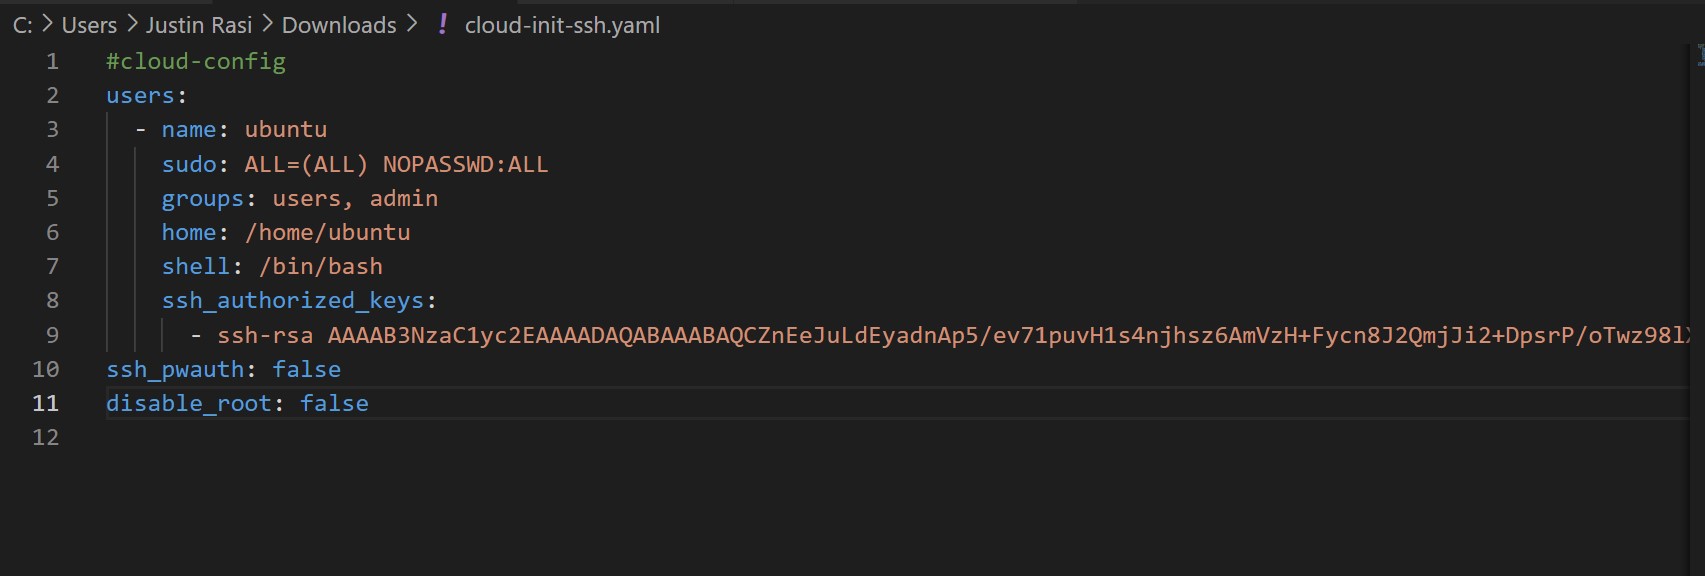 C: > Users > Justin Rasi > Downloads > ! cloud-init-ssh.yaml
1 #cloud-config
2 users:
3 - name: ubuntu
4 sudo: ALL=(ALL) NOPASSWD:ALL
5 groups: users, admin
6 home: /home/ubuntu
7 shell: /bin/bash
8 ssh_authorized_keys:
9 - ssh-rsa AAAAB3NzaC1yc2EAAAADAQABAAABAQCZnEeJuLdEyadnAp5/ev71puvH1s4njhsz6AmVzH+Fycn8J2QmjJi2+DpsrP/oTwz98lX
10 ssh_pwauth: false
11 disable_root: false
12